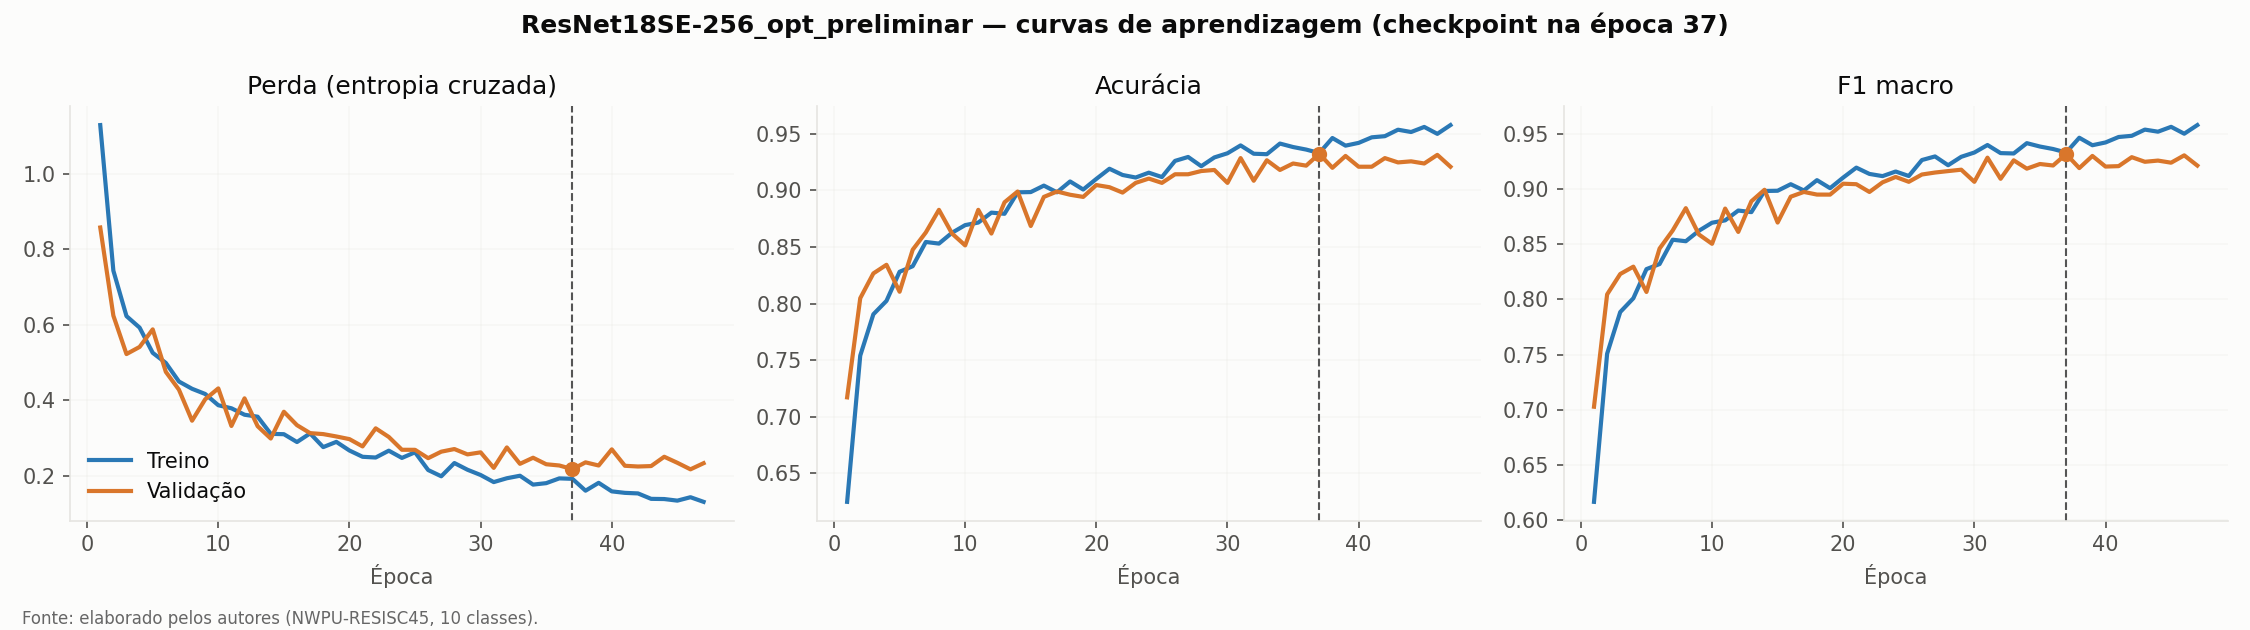 ResNet18SE-256_opt_preliminar — curvas de aprendizagem (checkpoint na época 37)
Perda (entropia cruzada)
1.0
0.8
0.6
0.4
0.2
Treino
Validação
0 10 20 30 40
Época
Acurácia
0.95
0.90
0.85
0.80
0.75
0.70
0.65
0 10 20 30 40
Época
F1 macro
0.95
0.90
0.85
0.80
0.75
0.70
0.65
0.60
0 10 20 30 40
Época
Fonte: elaborado pelos autores (NWPU-RESISC45, 10 classes).